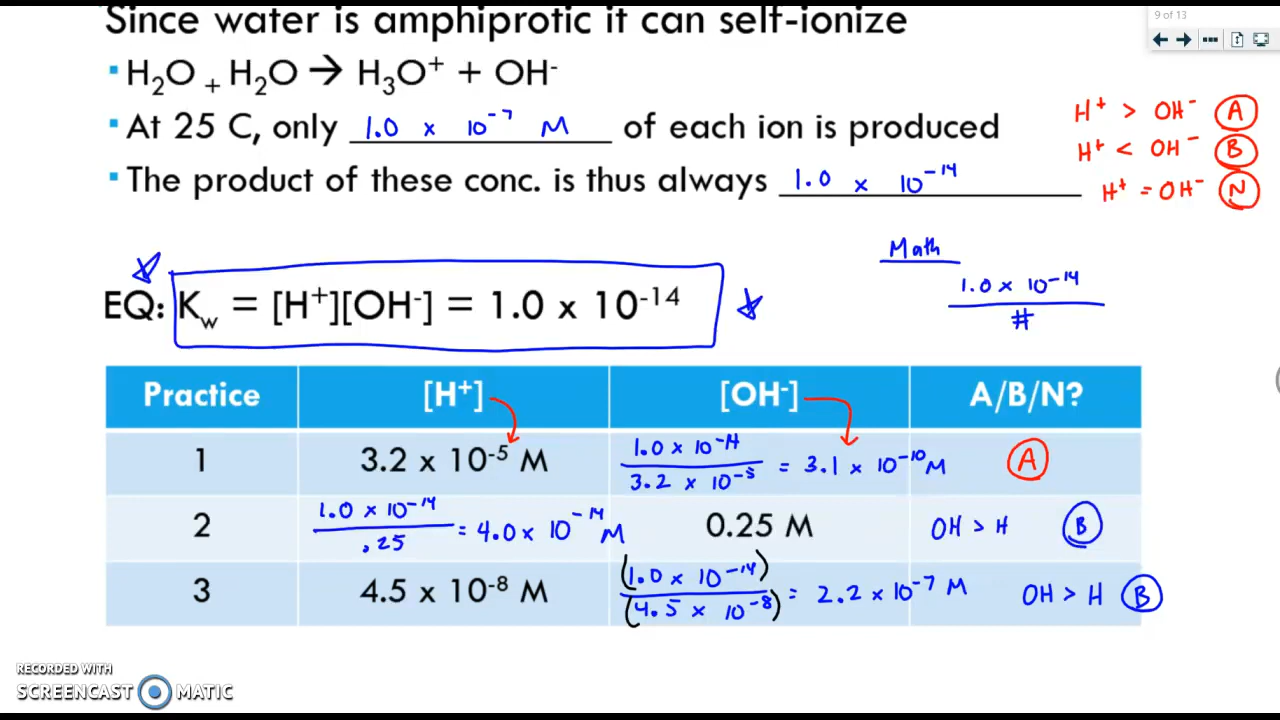 Since water is amphiprotic it can self-ionize
9 of 13
▪ H₂O + H₂O → H₃O⁺ + OH⁻
H⁺ > OH⁻ A
▪ At 25 C, only 1.0 x 10⁻⁷ M of each ion is produced
H⁺ < OH⁻ B
▪ The product of these conc. is thus always 1.0 x 10⁻¹⁴
H⁺ = OH⁻ N
Math
1.0 x 10⁻¹⁴
#
EQ: Kw = [H⁺][OH⁻] = 1.0 x 10⁻¹⁴
Practice [H⁺] [OH⁻] A/B/N?
1 3.2 x 10⁻⁵ M 1.0 x 10⁻¹⁴ / 3.2 x 10⁻⁵ = 3.1 x 10⁻¹⁰ M A
2 1.0 x 10⁻¹⁴ / .25 = 4.0 x 10⁻¹⁴ M 0.25 M OH > H B
3 4.5 x 10⁻⁸ M (1.0 x 10⁻¹⁴) / (4.5 x 10⁻⁸) = 2.2 x 10⁻⁷ M OH > H B
RECORDED WITH
SCREENCAST MATIC